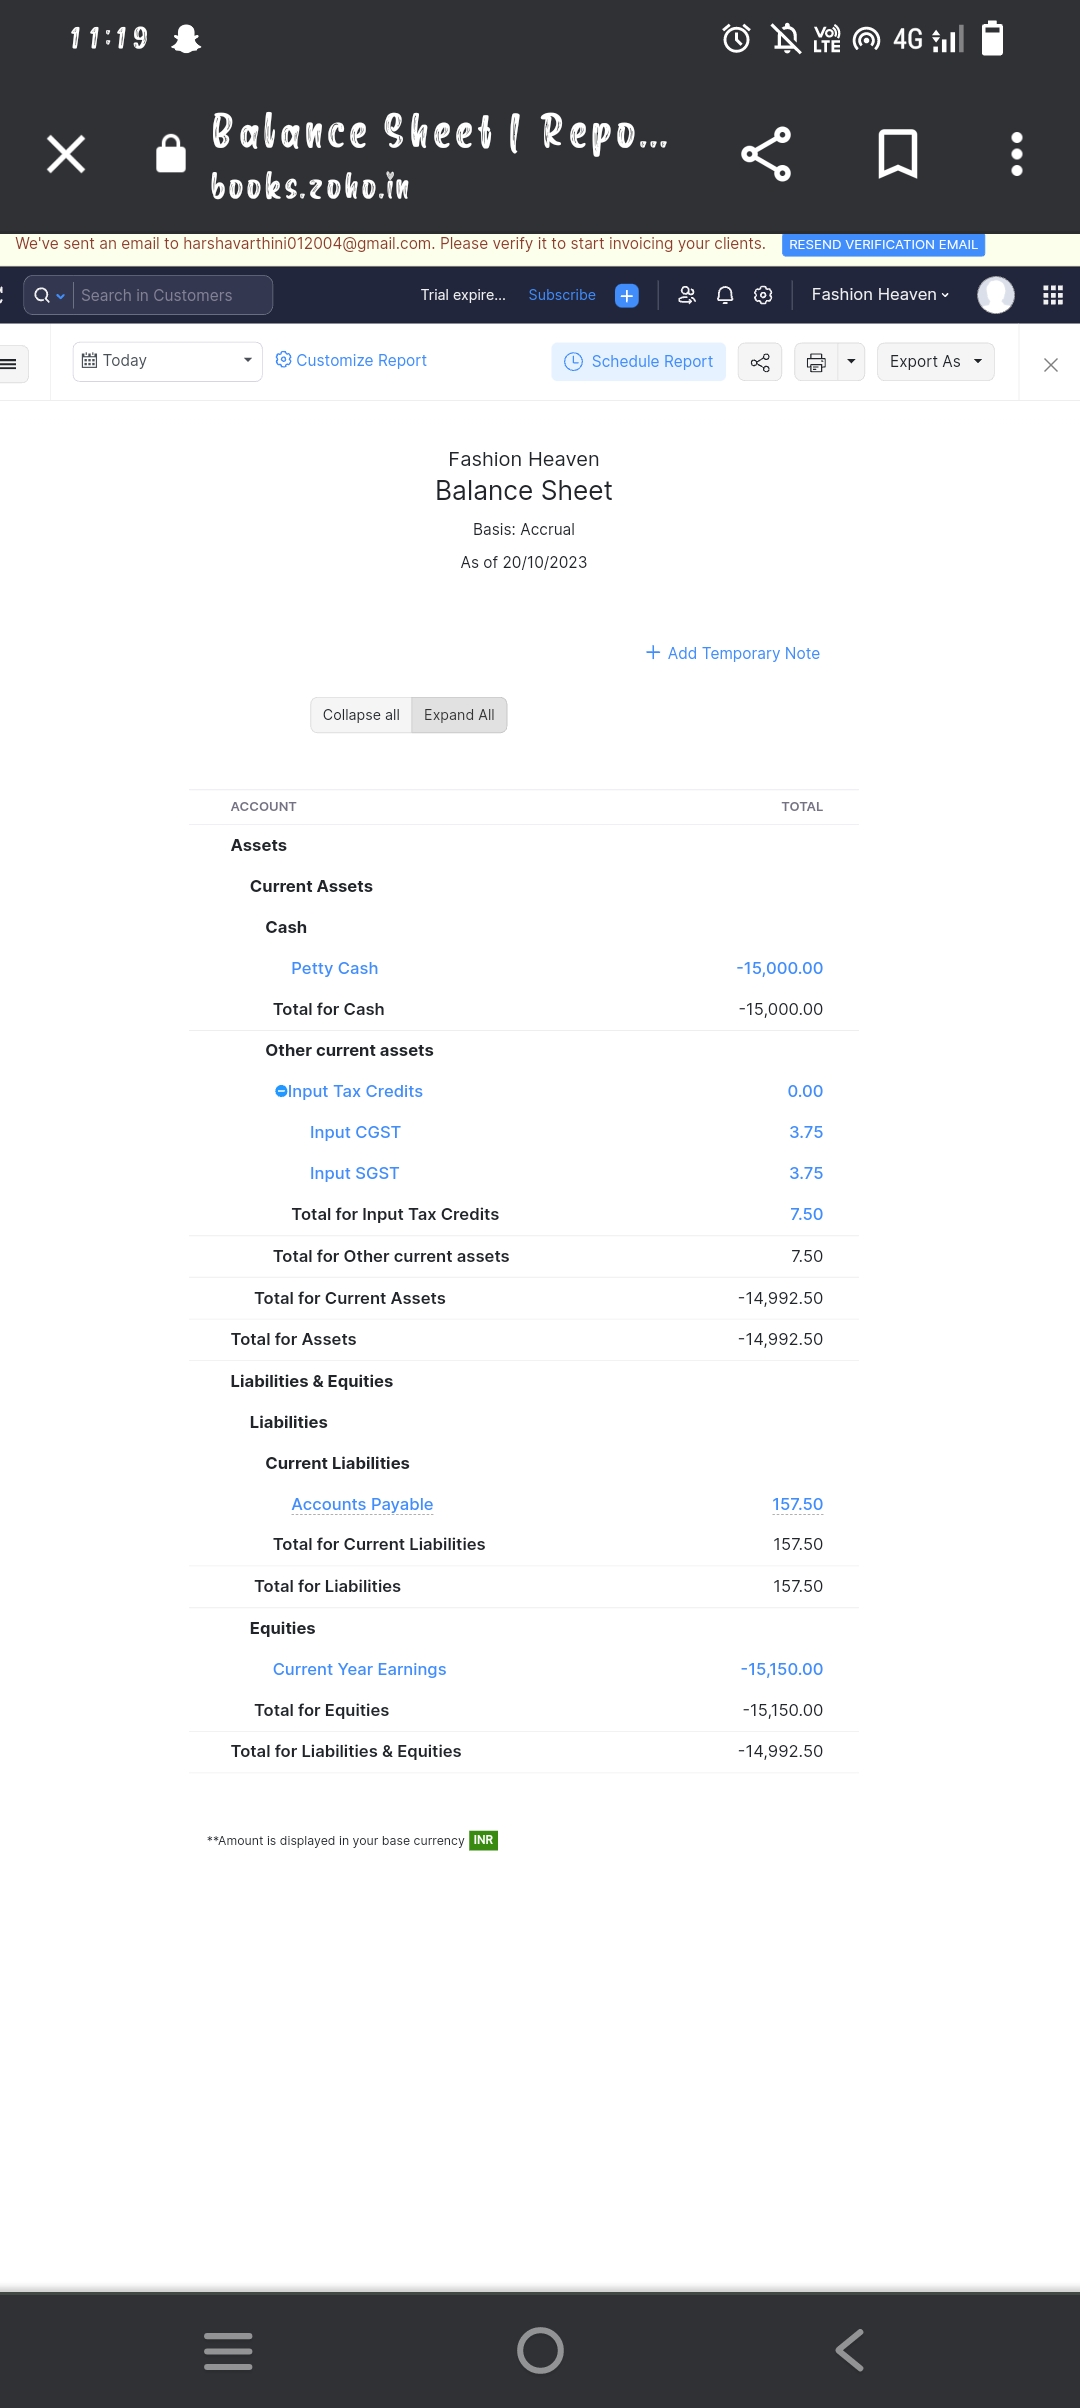 11:19
VoLTE 4G
Balance Sheet | Repo...
books.zoho.in
We've sent an email to harshavarthini012004@gmail.com. Please verify it to start invoicing your clients. RESEND VERIFICATION EMAIL
Search in Customers Trial expire... Subscribe Fashion Heaven
Today Customize Report Schedule Report Export As
Fashion Heaven
Balance Sheet
Basis: Accrual
As of 20/10/2023
+ Add Temporary Note
Collapse all Expand All
ACCOUNT TOTAL
Assets
Current Assets
Cash
Petty Cash -15,000.00
Total for Cash -15,000.00
Other current assets
Input Tax Credits 0.00
Input CGST 3.75
Input SGST 3.75
Total for Input Tax Credits 7.50
Total for Other current assets 7.50
Total for Current Assets -14,992.50
Total for Assets -14,992.50
Liabilities & Equities
Liabilities
Current Liabilities
Accounts Payable 157.50
Total for Current Liabilities 157.50
Total for Liabilities 157.50
Equities
Current Year Earnings -15,150.00
Total for Equities -15,150.00
Total for Liabilities & Equities -14,992.50
**Amount is displayed in your base currency INR